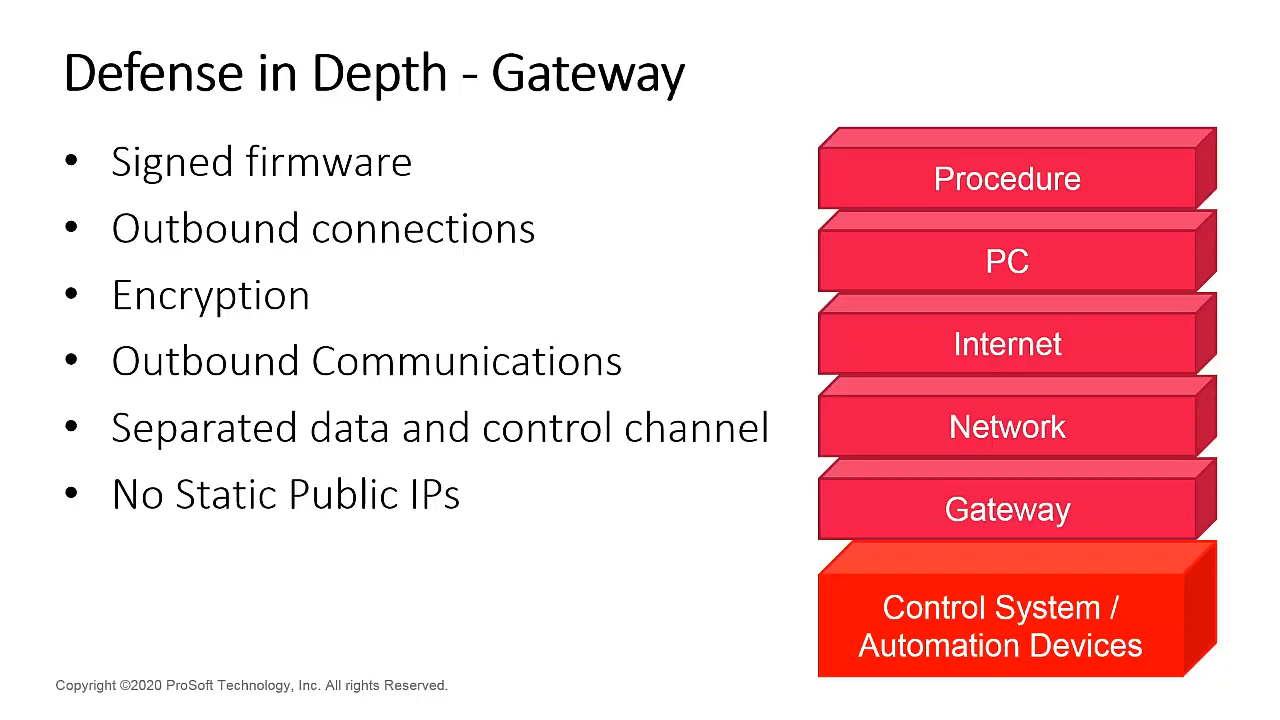 Defense in Depth - Gateway
• Signed firmware
• Outbound connections
• Encryption
• Outbound Communications
• Separated data and control channel
• No Static Public IPs
Procedure
PC
Internet
Network
Gateway
Control System /
Automation Devices
Copyright ©2020 ProSoft Technology, Inc. All rights Reserved.